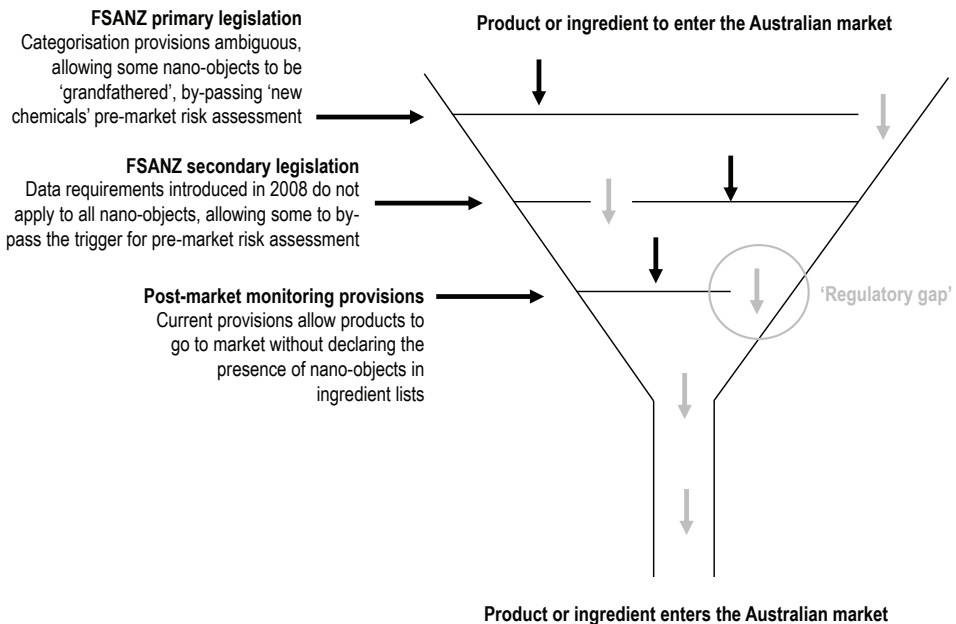 FSANZ primary legislation
Categorisation provisions ambiguous,
allowing some nano-objects to be
‘grandfathered’, by-passing ‘new
chemicals’ pre-market risk assessment
Product or ingredient to enter the Australian market
FSANZ secondary legislation
Data requirements introduced in 2008 do not
apply to all nano-objects, allowing some to by-
pass the trigger for pre-market risk assessment
Post-market monitoring provisions
Current provisions allow products to
go to market without declaring the
presence of nano-objects in
ingredient lists
‘Regulatory gap’
Product or ingredient enters the Australian market